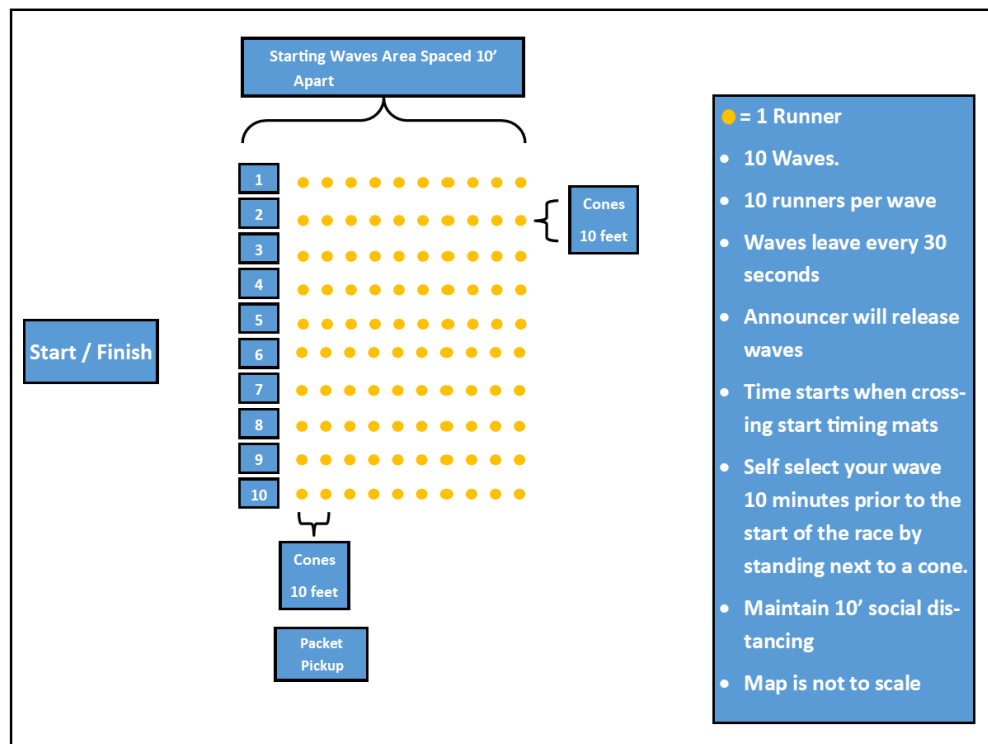 Starting Waves Area Spaced 10’
Apart
1
2
3
4
5
6
7
8
9
10
Cones
10 feet
Start / Finish
Cones
10 feet
Packet
Pickup
= 1 Runner
• 10 Waves.
• 10 runners per wave
• Waves leave every 30
seconds
• Announcer will release
waves
• Time starts when cross-
ing start timing mats
• Self select your wave
10 minutes prior to the
start of the race by
standing next to a cone.
• Maintain 10’ social dis-
tancing
• Map is not to scale